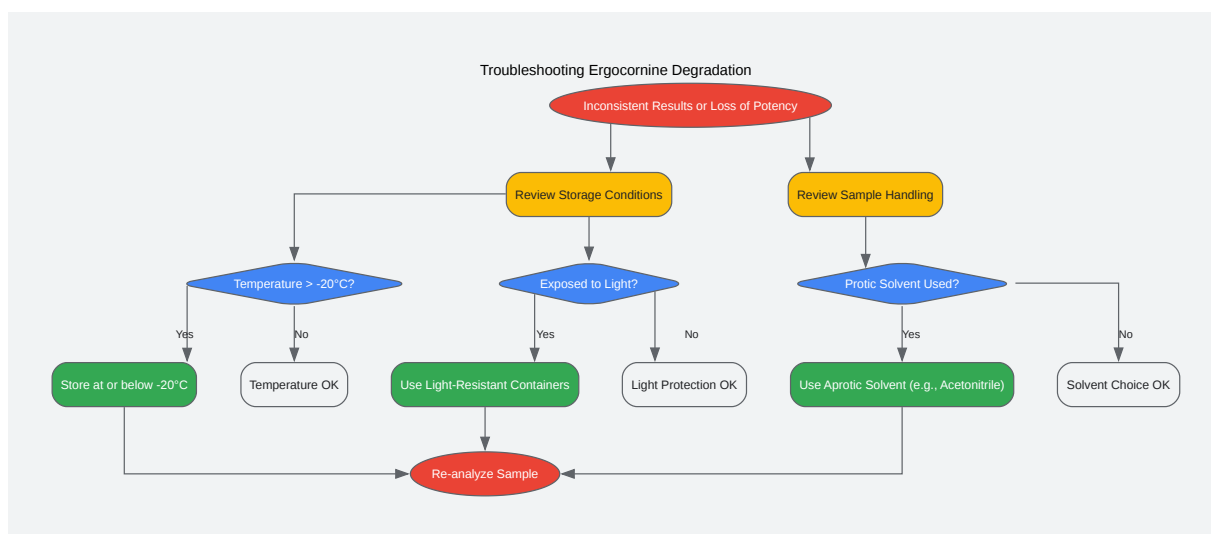 Troubleshooting Ergocornine Degradation
Inconsistent Results or Loss of Potency
Review Storage Conditions
Review Sample Handling
Temperature > -20°C?
Exposed to Light?
Protic Solvent Used?
Yes
No
Yes
No
Yes
No
Store at or below -20°C
Temperature OK
Use Light-Resistant Containers
Light Protection OK
Use Aprotic Solvent (e.g., Acetonitrile)
Solvent Choice OK
Re-analyze Sample